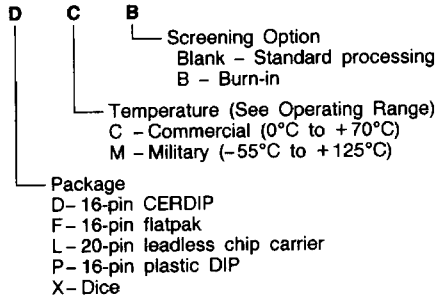 D C B
Screening Option
Blank – Standard processing
B – Burn-in
Temperature (See Operating Range)
C – Commercial (0°C to +70°C)
M – Military (–55°C to +125°C)
Package
D – 16-pin CERDIP
F – 16-pin flatpak
L – 20-pin leadless chip carrier
P – 16-pin plastic DIP
X – Dice